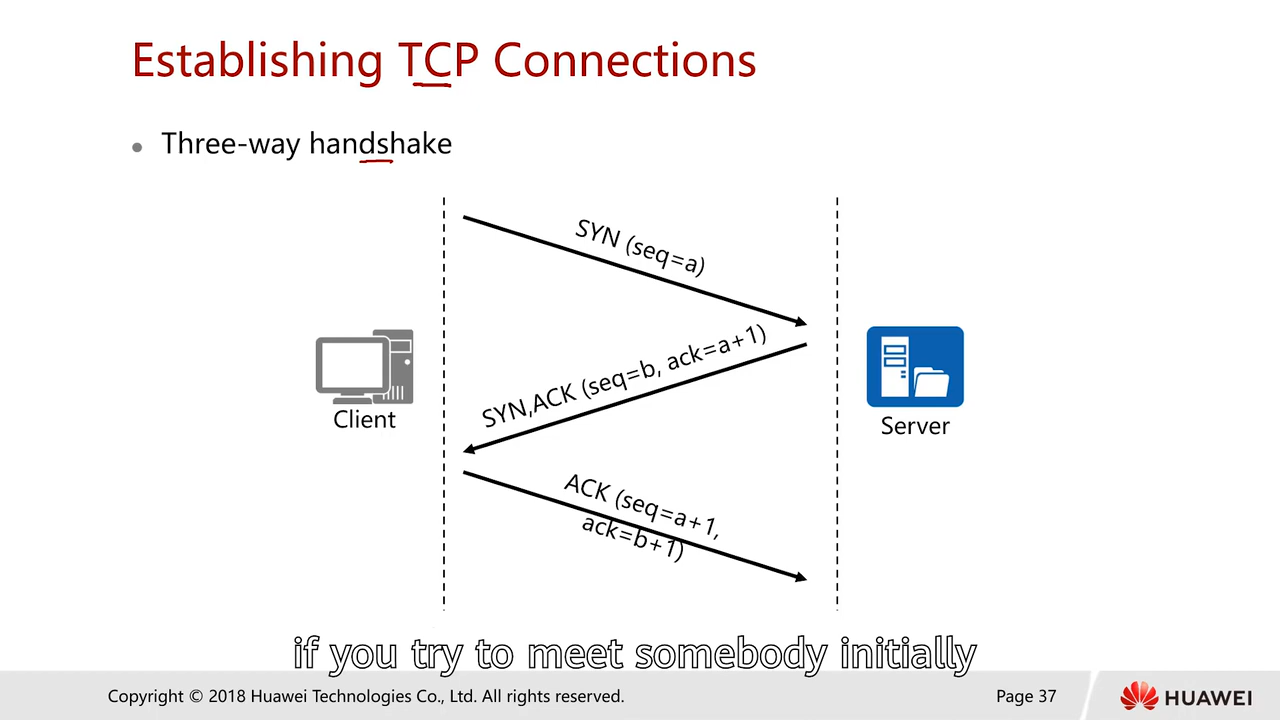 Establishing TCP Connections
Three-way handshake
SYN (seq=a)
SYN,ACK (seq=b, ack=a+1)
Client
Server
ACK (seq=a+1,
ack=b+1)
if you try to meet somebody initially
Copyright © 2018 Huawei Technologies Co., Ltd. All rights reserved.
Page 37
HUAWEI